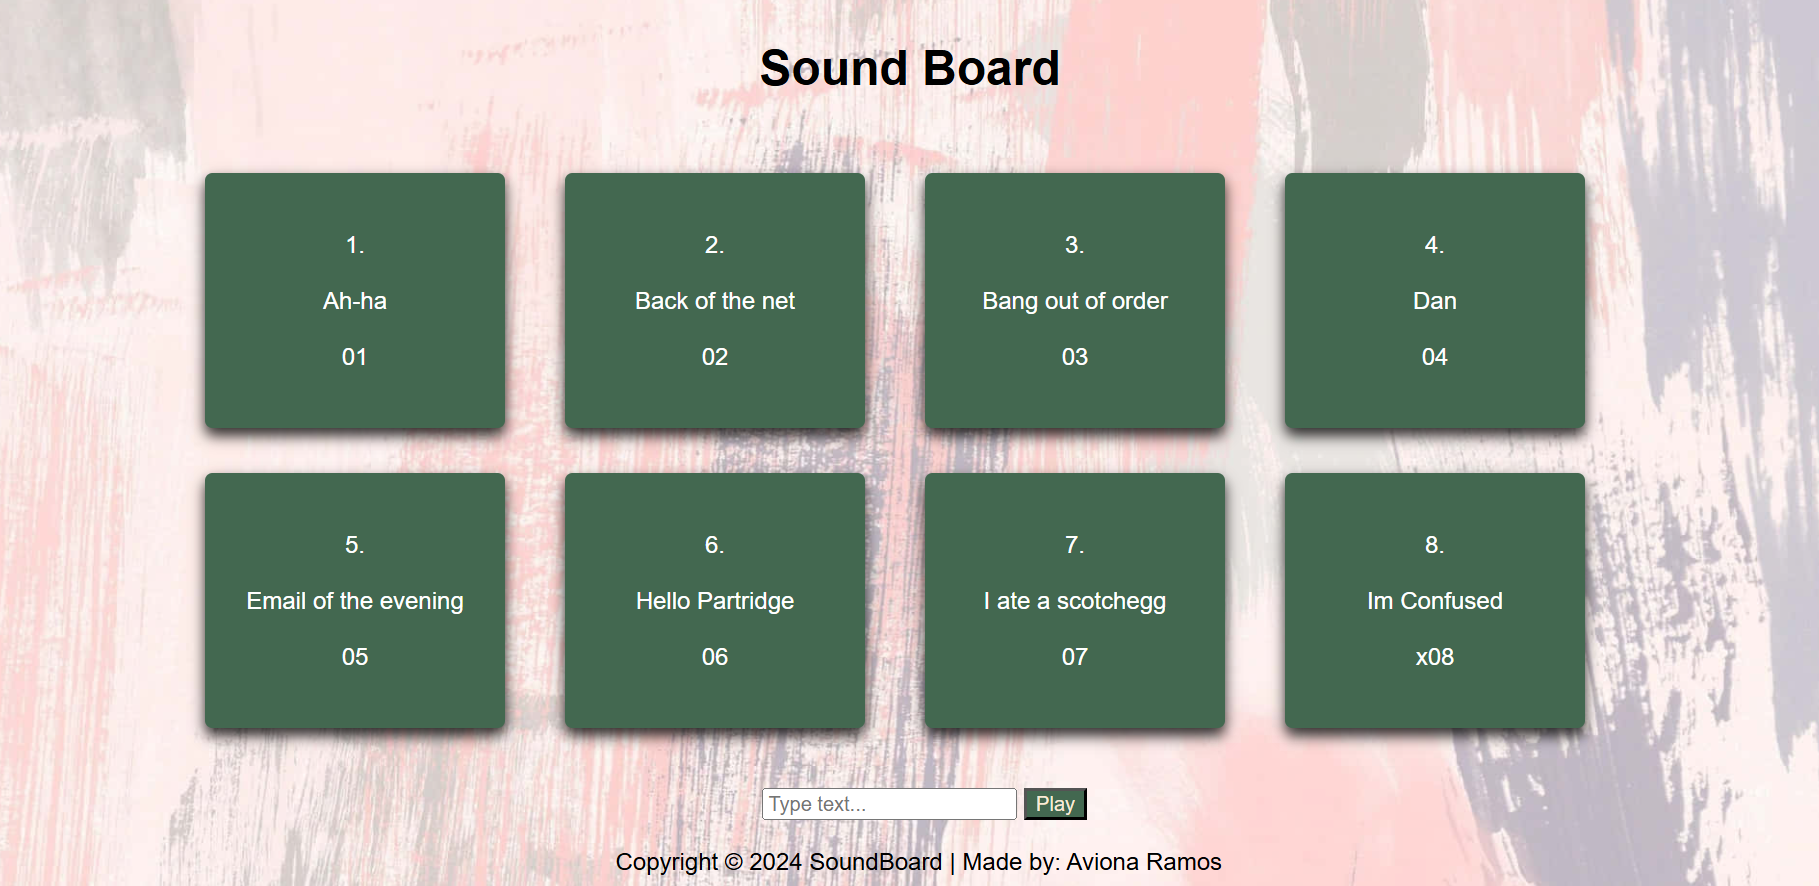 Sound Board
1.
Ah-ha
01
2.
Back of the net
02
3.
Bang out of order
03
4.
Dan
04
5.
Email of the evening
05
6.
Hello Partridge
06
7.
I ate a scotchegg
07
8.
Im Confused
x08
Type text...
Play
Copyright © 2024 SoundBoard | Made by: Aviona Ramos